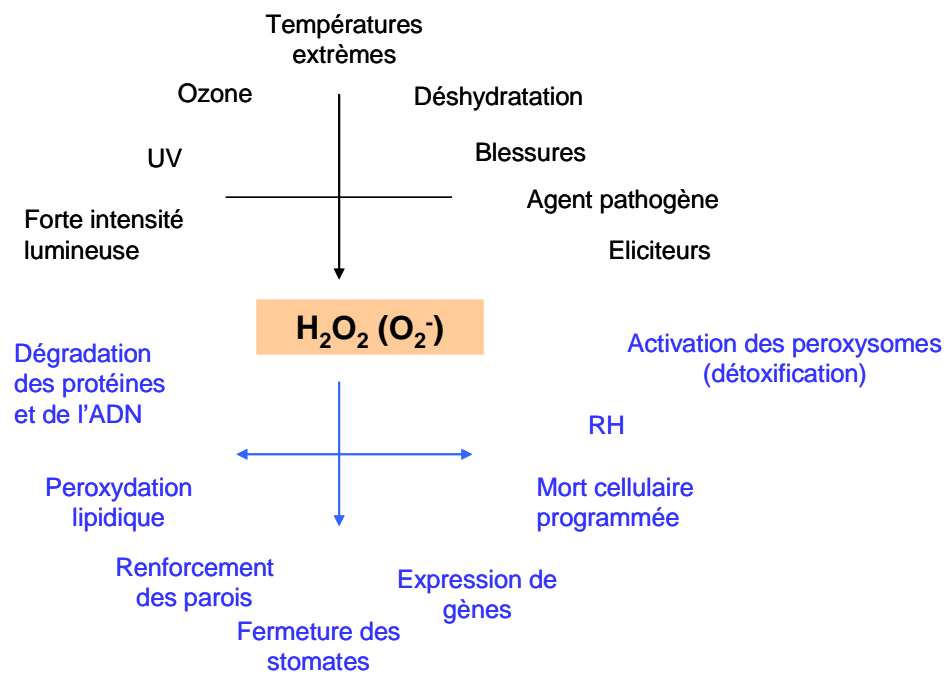 Températures
extrèmes
Ozone
Déshydratation
UV
Blessures
Agent pathogène
Forte intensité
lumineuse
Eliciteurs
H₂O₂ (O₂⁻)
Dégradation
des protéines
et de l'ADN
Activation des peroxysomes
(détoxification)
RH
Peroxydation
lipidique
Mort cellulaire
programmée
Renforcement
des parois
Expression de
gènes
Fermeture des
stomates